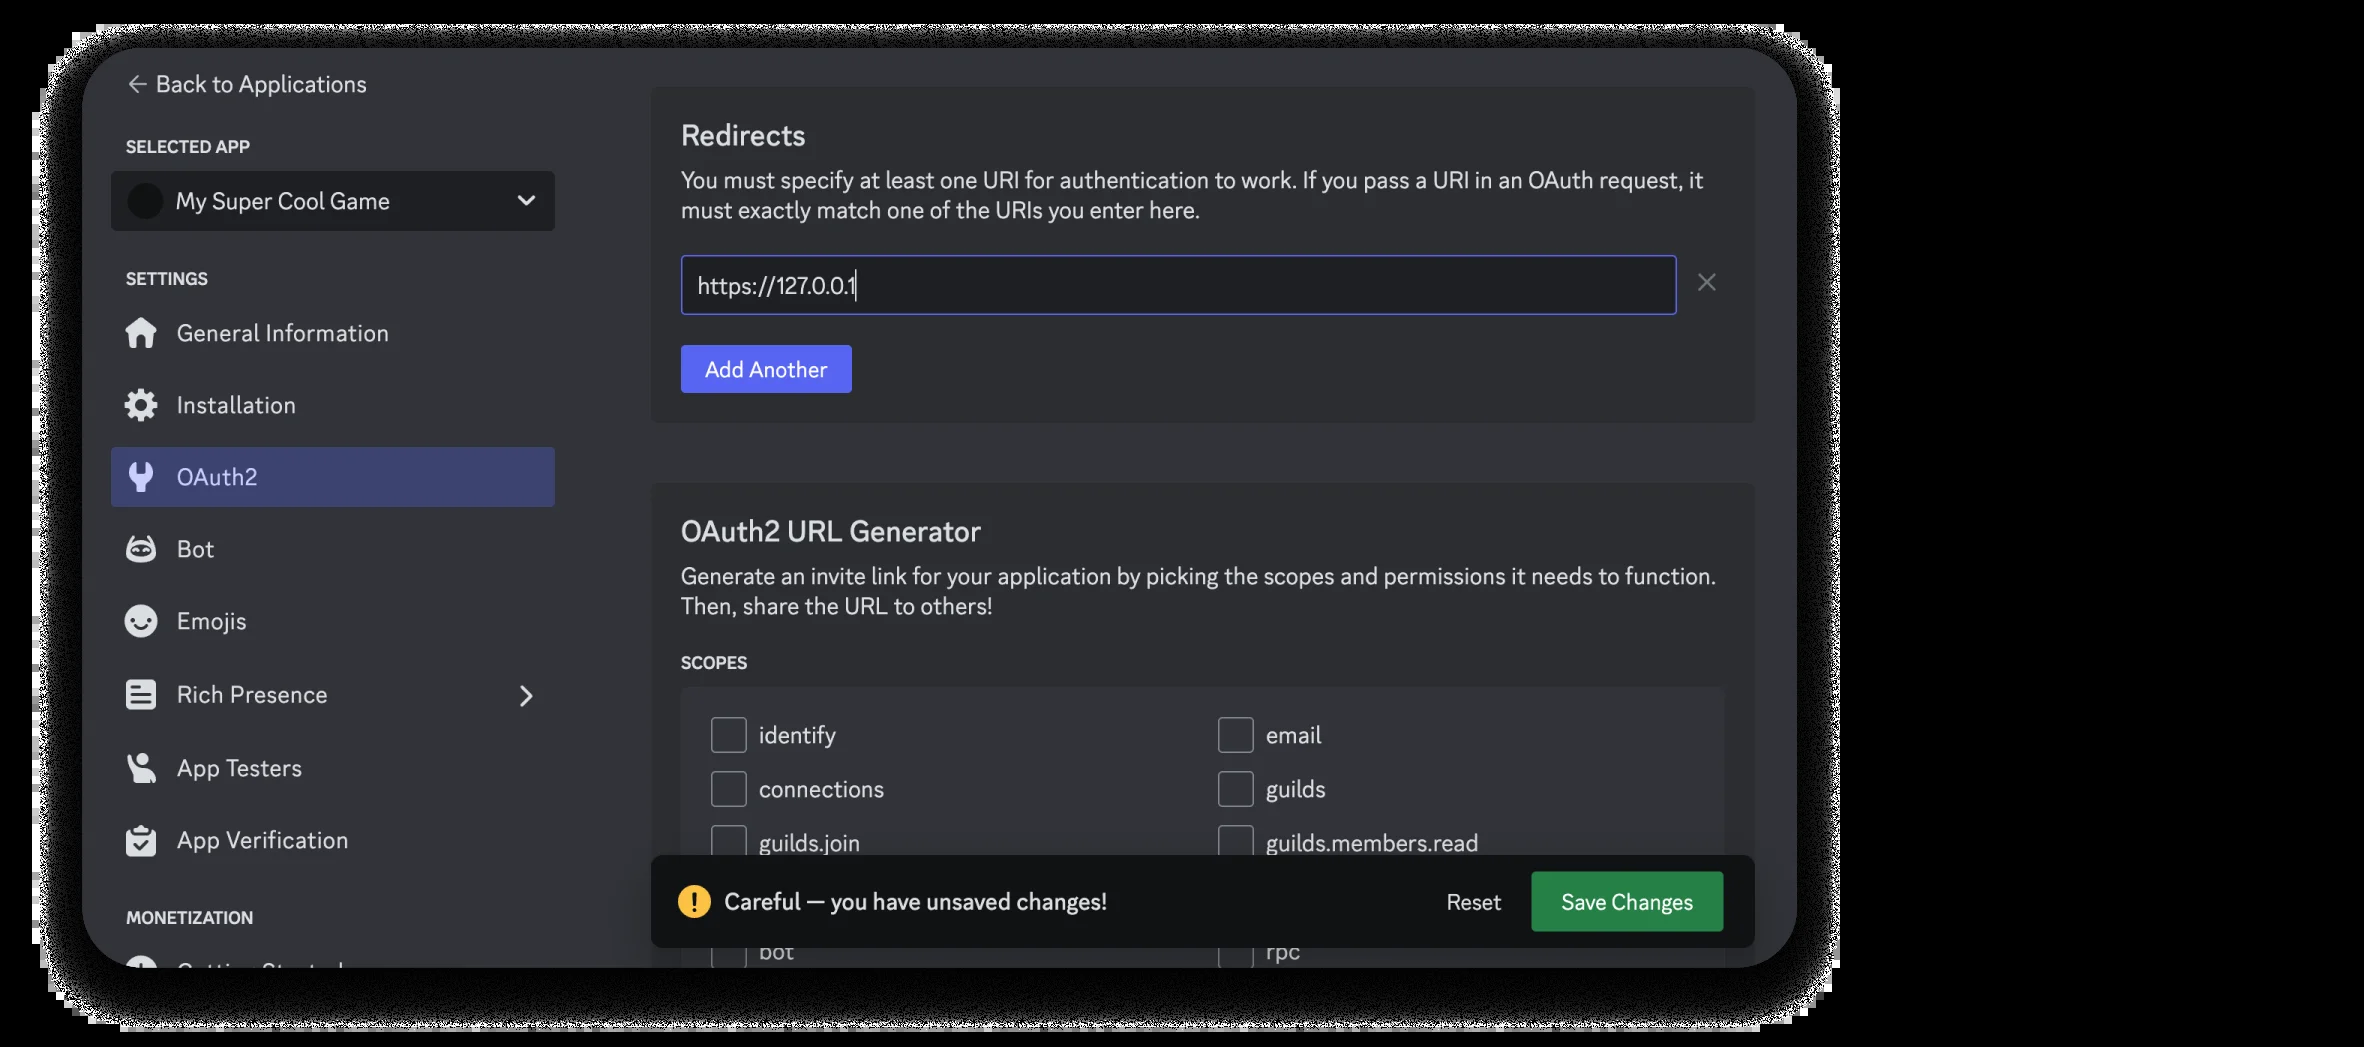 Back to Applications
SELECTED APP
My Super Cool Game
SETTINGS
General Information
Installation
OAuth2
Bot
Emojis
Rich Presence
App Testers
App Verification
MONETIZATION
Redirects
You must specify at least one URI for authentication to work. If you pass a URI in an OAuth request, it
must exactly match one of the URIs you enter here.
https://127.0.0.1
Add Another
OAuth2 URL Generator
Generate an invite link for your application by picking the scopes and permissions it needs to function.
Then, share the URL to others!
SCOPES
identify
email
connections
guilds
guilds.join
guilds.members.read
Careful — you have unsaved changes!
Reset
Save Changes
bot
rpc